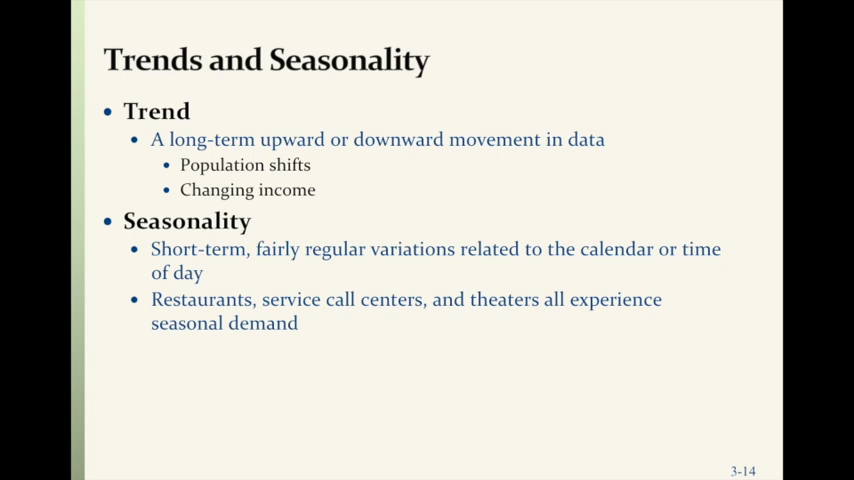 Trends and Seasonality
• Trend
• A long-term upward or downward movement in data
• Population shifts
• Changing income
• Seasonality
• Short-term, fairly regular variations related to the calendar or time
of day
• Restaurants, service call centers, and theaters all experience
seasonal demand
3-14